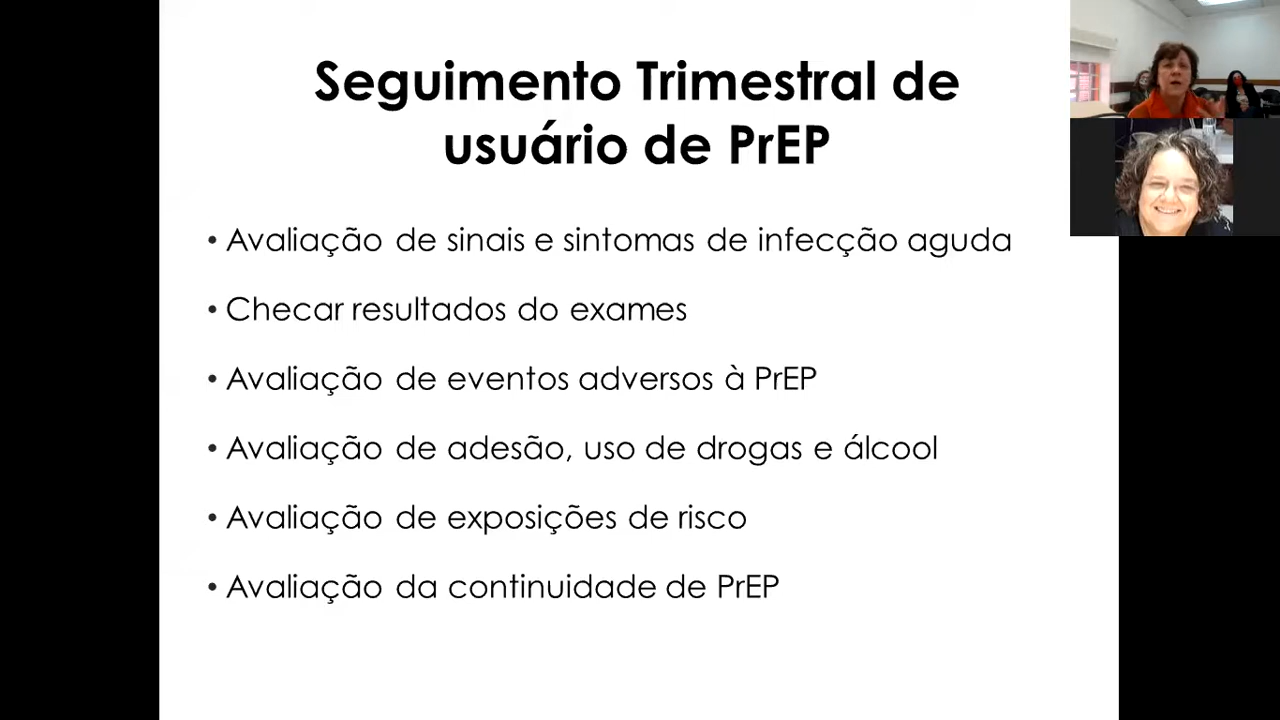 Seguimento Trimestral de
usuário de PrEP
• Avaliação de sinais e sintomas de infecção aguda
• Checar resultados do exames
• Avaliação de eventos adversos à PrEP
• Avaliação de adesão, uso de drogas e álcool
• Avaliação de exposições de risco
• Avaliação da continuidade de PrEP